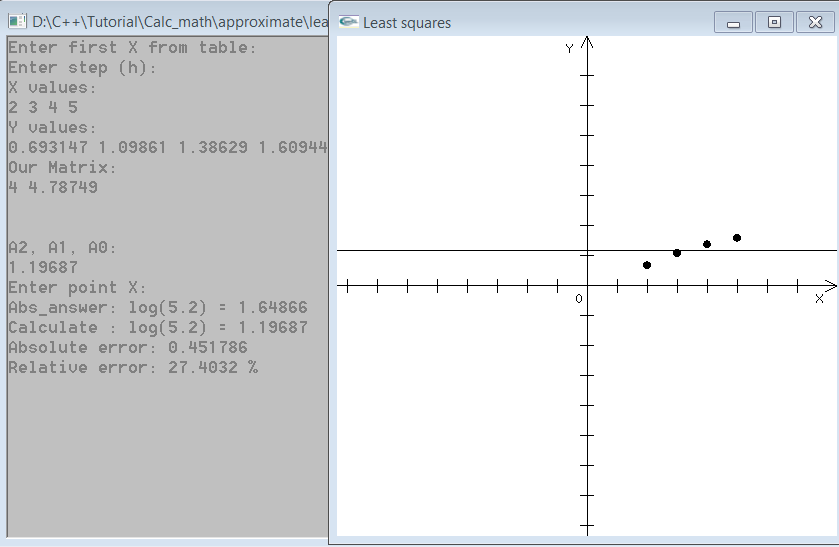 D:\C++\Tutorial\Calc_math\approximate\lea
Enter first X from table:
Enter step (h):
X values:
2 3 4 5
Y values:
0.693147 1.09861 1.38629 1.60944
Our Matrix:
4 4.78749
A2, A1, A0:
1.19687
Enter point X:
Abs_answer: log(5.2) = 1.64866
Calculate : log(5.2) = 1.19687
Absolute error: 0.451786
Relative error: 27.4032 %
Least squares
Y
0
X